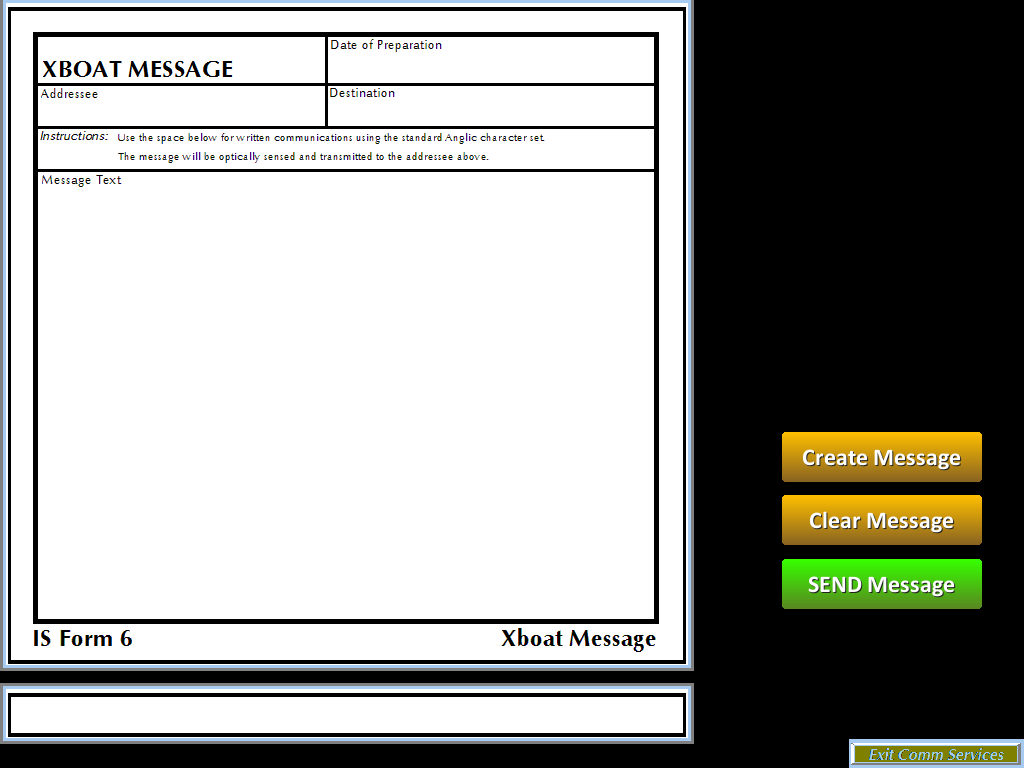 Date of Preparation
XBOAT MESSAGE
Addressee
Destination
Instructions: Use the space below for written communications using the standard Anglic character set.
The message will be optically sensed and transmitted to the addressee above.
Message Text
Create Message
Clear Message
SEND Message
IS Form 6
Xboat Message
Exit Comm Services